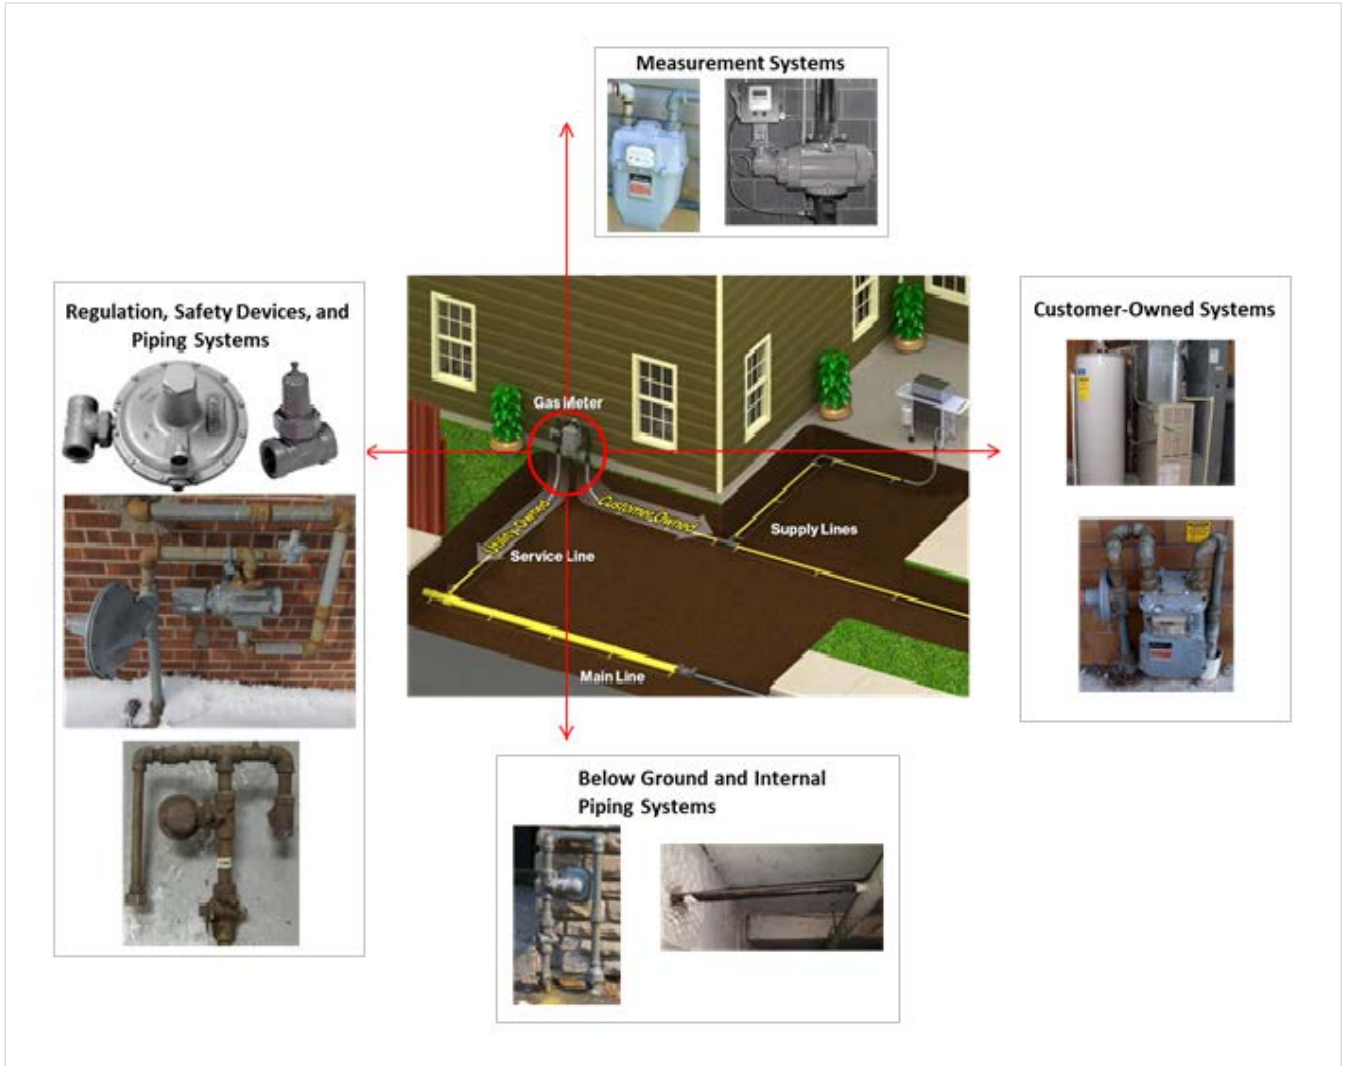 Measurement Systems
Regulation, Safety Devices, and
Piping Systems
Customer-Owned Systems
Gas Meter
Utility Owned
Customer Owned
Service Line
Supply Lines
Main Line
Below Ground and Internal
Piping Systems